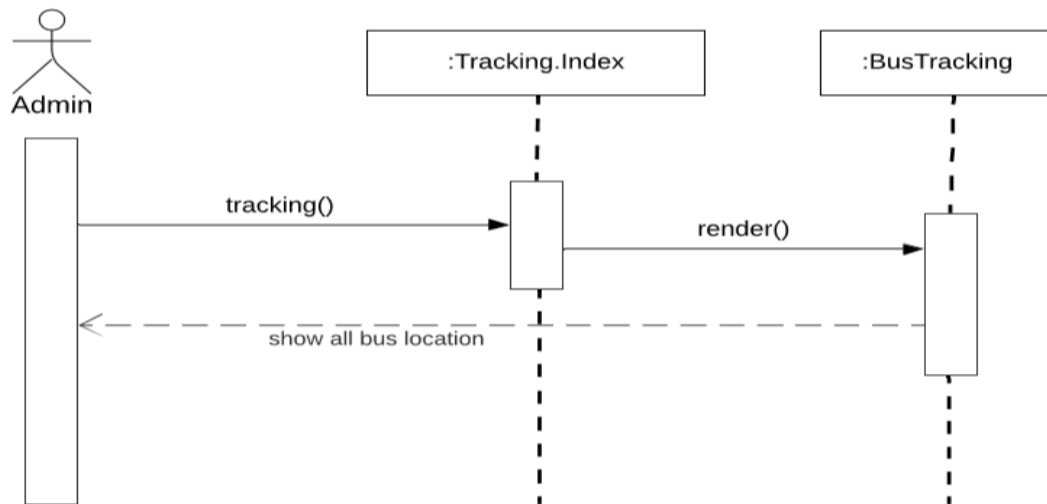 :Tracking.Index
:BusTracking
Admin
tracking()
render()
show all bus location